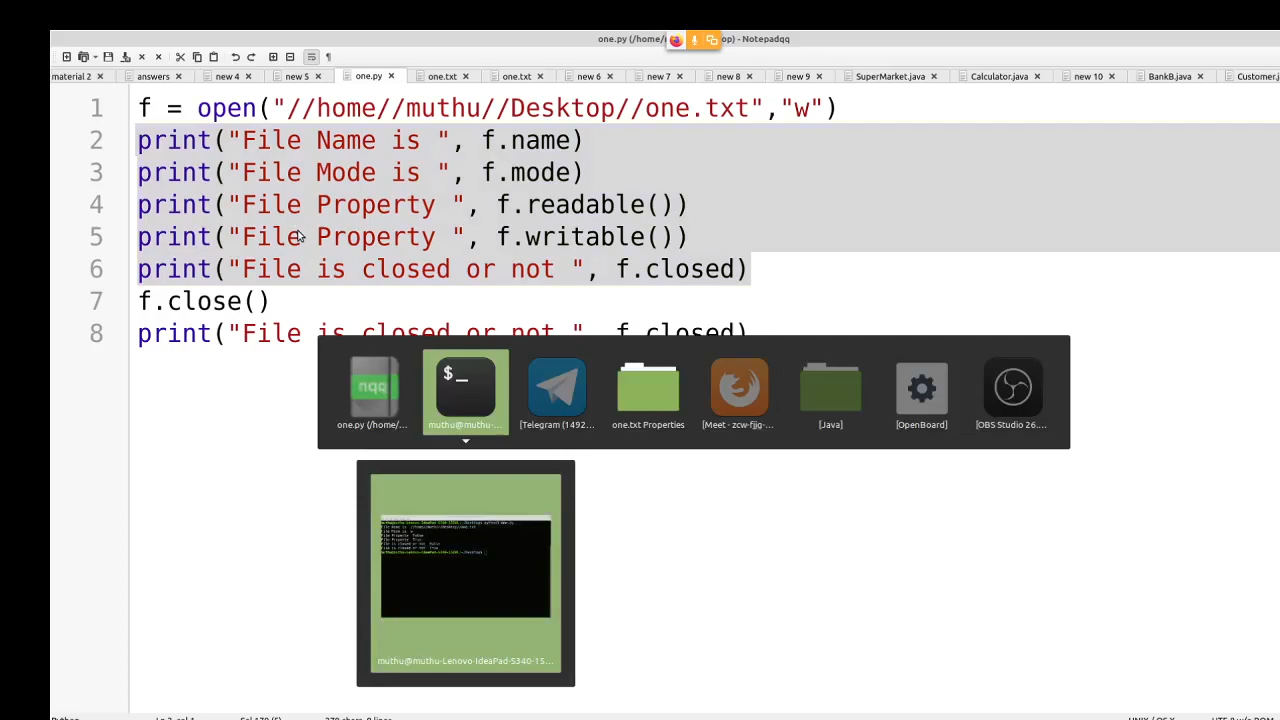 one.py (/home/ op) - Notepadqq
material 2 answers new 4 new 5 one.py one.txt one.txt new 6 new 7 new 8 new 9 SuperMarket.java Calculator.java new 10 BankB.java Customer.j
1 f = open("//home//muthu//Desktop//one.txt","w")
2 print("File Name is ", f.name)
3 print("File Mode is ", f.mode)
4 print("File Property ", f.readable())
5 print("File Property ", f.writable())
6 print("File is closed or not ", f.closed)
7 f.close()
8 print("File is closed or not ", f.closed)
nqq $_
one.py (/home/... muthu@muthu-... [Telegram (1492... one.txt Properties [Meet - zcw-fjjg-... [Java] [OpenBoard] [OBS Studio 26....
muthu@muthu-Lenovo-IdeaPad-S340-15...